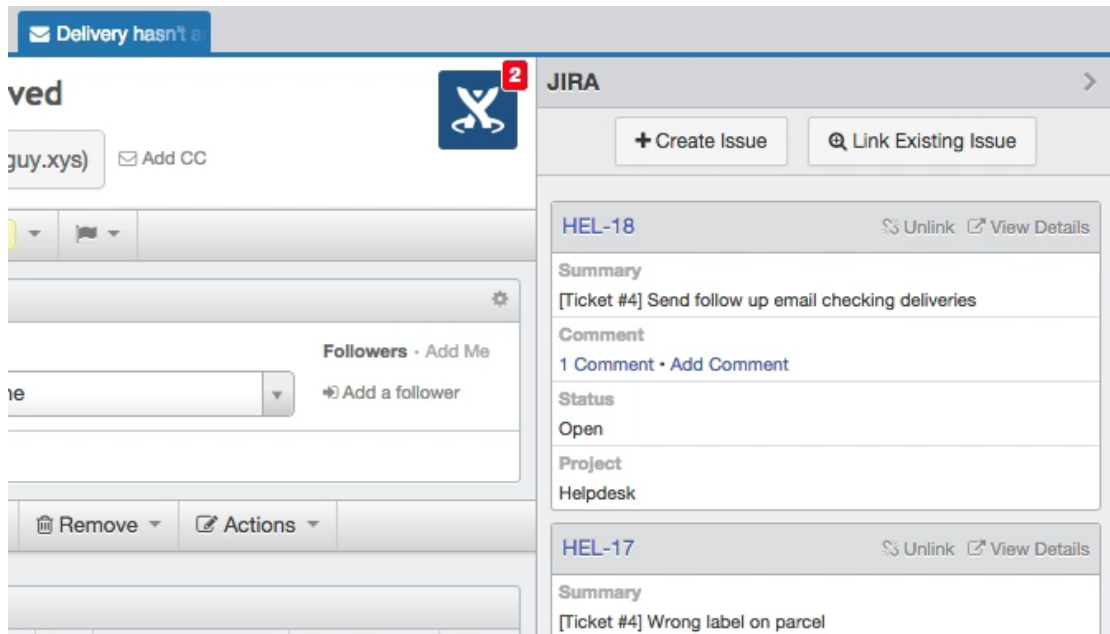 Delivery hasn't a
ved
2
guy.xys)
Add CC
Followers · Add Me
ne
Add a follower
Remove
Actions
JIRA
Create Issue
Link Existing Issue
HEL-18
Unlink
View Details
Summary
[Ticket #4] Send follow up email checking deliveries
Comment
1 Comment • Add Comment
Status
Open
Project
Helpdesk
HEL-17
Unlink
View Details
Summary
[Ticket #4] Wrong label on parcel